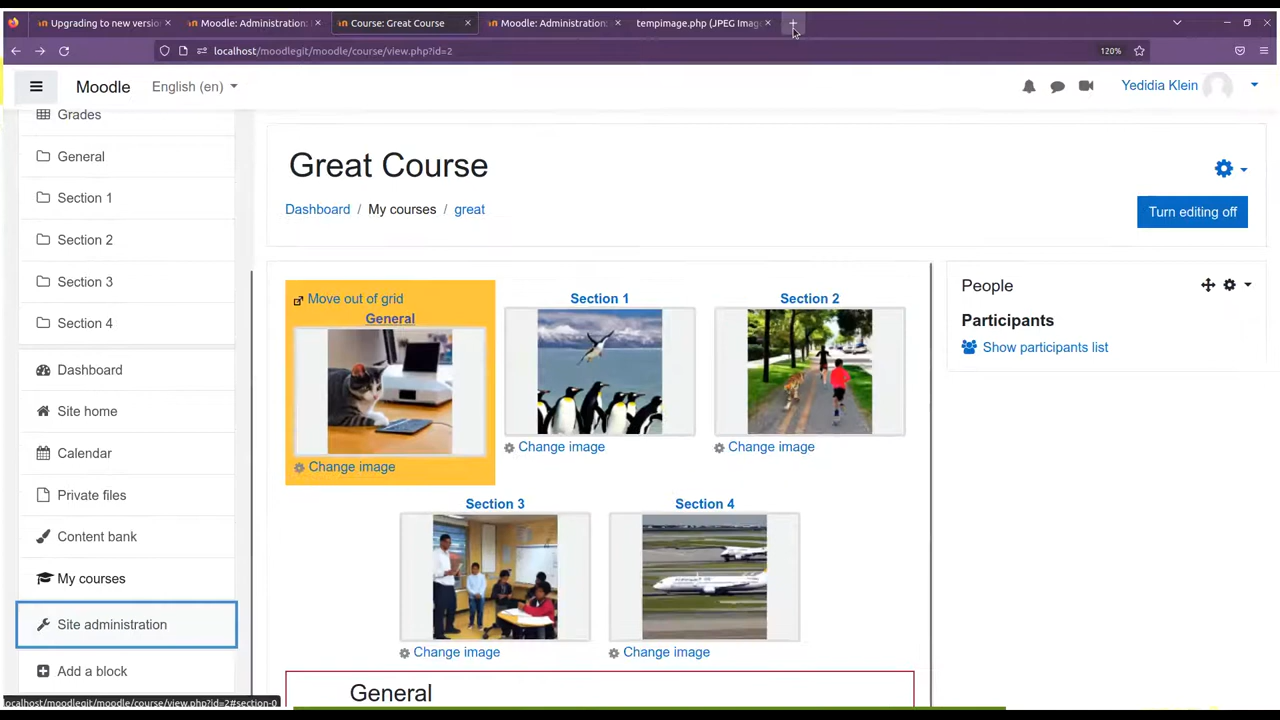 Upgrading to new versio
Moodle: Administration:
Course: Great Course
Moodle: Administration:
tempimage.php (JPEG Imag
localhost/moodlegit/moodle/course/view.php?id=2
120%
Moodle
English (en)
Yedidia Klein
Grades
General
Section 1
Section 2
Section 3
Section 4
Dashboard
Site home
Calendar
Private files
Content bank
My courses
Site administration
Add a block
localhost/moodlegit/moodle/course/view.php?id=2#section-0
Great Course
Dashboard / My courses / great
Turn editing off
Move out of grid
General
Change image
Section 1
Change image
Section 2
Change image
Section 3
Change image
Section 4
Change image
General
People
Participants
Show participants list